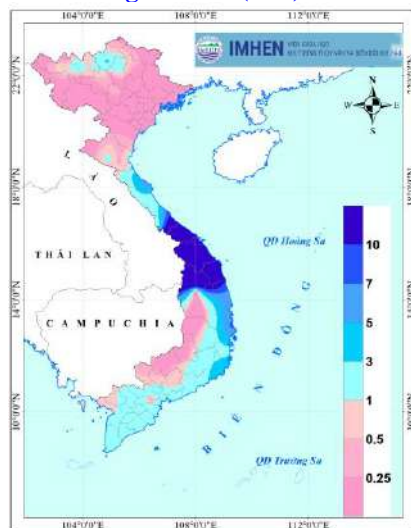 104°0'0"E 108°0'0"E 112°0'0"E
IMHEN
22°0'0"N
18°0'0"N
14°0'0"N
10°0'0"N
N
W E
S
LÀO
THÁI LAN
CAMPUCHIA
QĐ Hoàng Sa
BIỂN ĐÔNG
QĐ Trường Sa
10
7
5
3
1
0.5
0.25
104°0'0"E 108°0'0"E 112°0'0"E